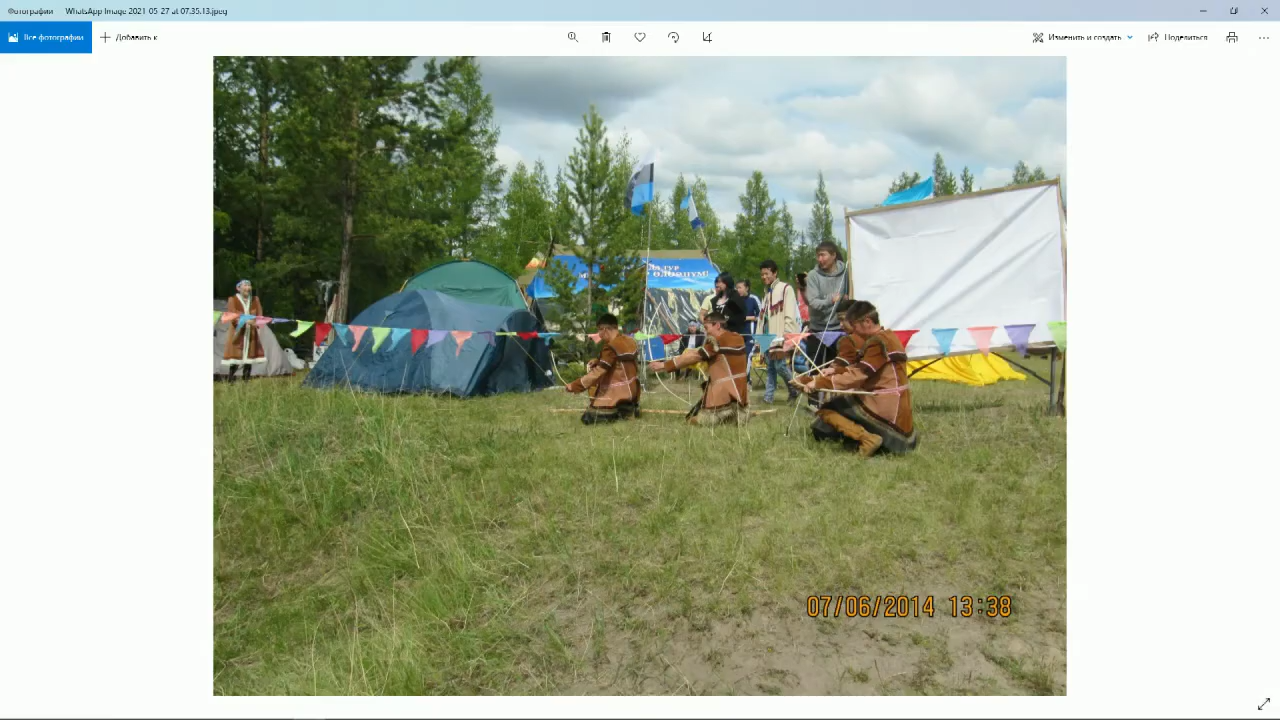 Фотографии WhatsApp Image 2021-05-27 at 07.35.13.jpeg
Все фотографии
Добавить к
Изменить и создать
Поделиться
07/06/2014 13:38